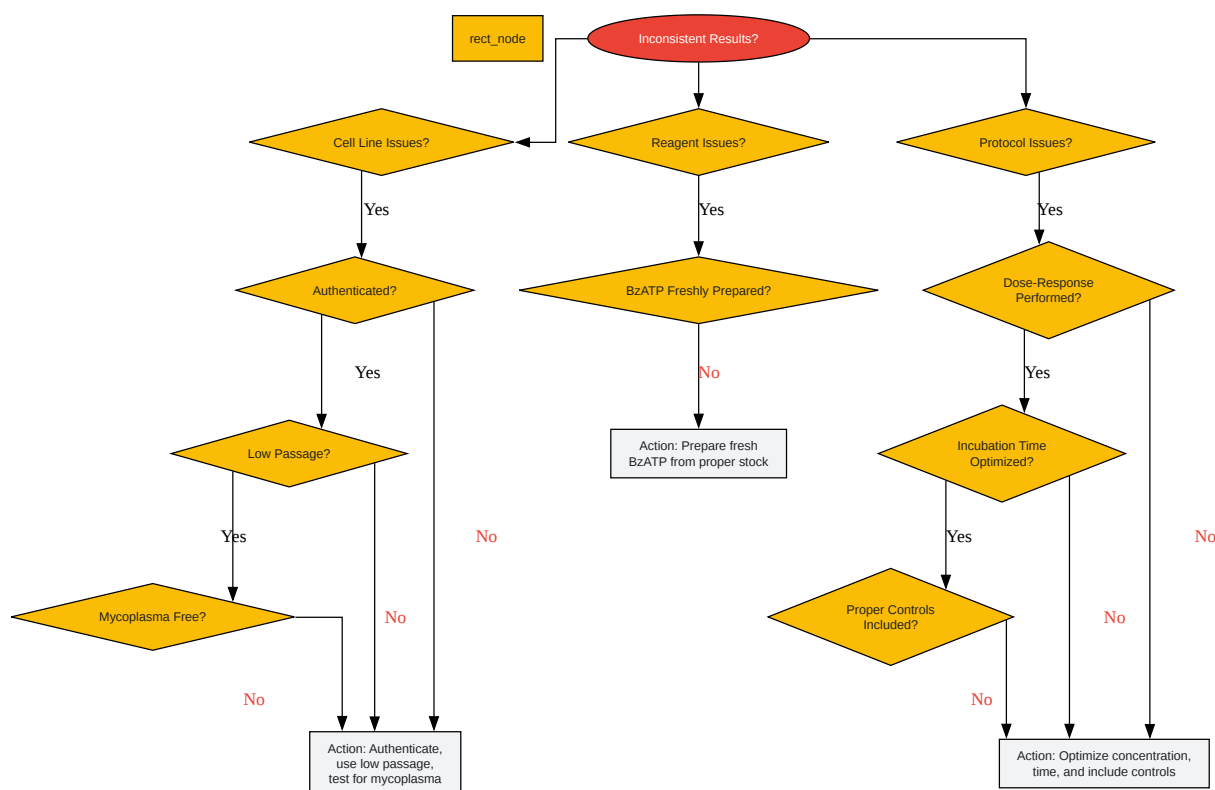 rect_node
Inconsistent Results?
Cell Line Issues?
Reagent Issues?
Protocol Issues?
Yes
Yes
Yes
Authenticated?
BzATP Freshly Prepared?
Dose-Response
Performed?
Yes
No
Yes
Low Passage?
Action: Prepare fresh
BzATP from proper stock
Incubation Time
Optimized?
Yes
No
Yes
No
Mycoplasma Free?
No
Proper Controls
Included?
No
No
No
Action: Authenticate,
use low passage,
test for mycoplasma
Action: Optimize concentration,
time, and include controls